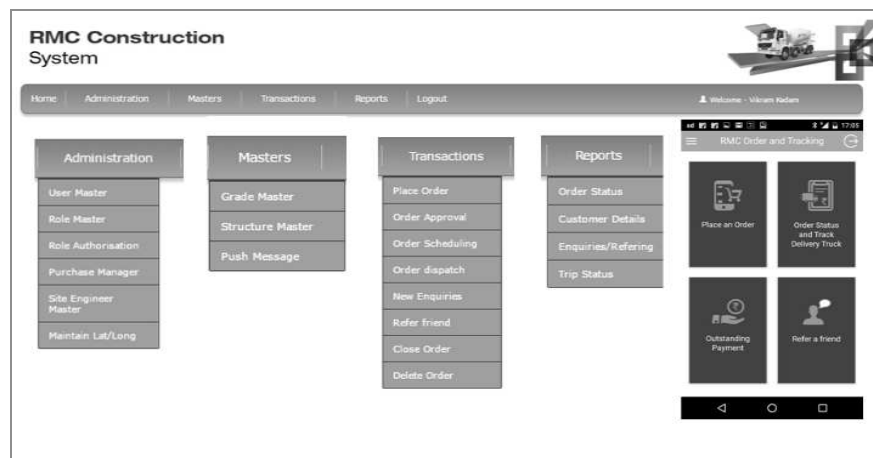 RMC Construction
System
Home Administration Masters Transactions Reports Logout Welcome - Vikram Kadam
17:05
RMC Order and Tracking
Administration
User Master
Role Master
Role Authorisation
Purchase Manager
Site Engineer
Master
Maintain Lat/Long
Masters
Grade Master
Structure Master
Push Message
Transactions
Place Order
Order Approval
Order Scheduling
Order dispatch
New Enquiries
Refer friend
Close Order
Delete Order
Reports
Order Status
Customer Details
Enquiries/Refering
Trip Status
Place an Order
Order Status
and Track
Delivery Truck
Outstanding
Payment
Refer a friend